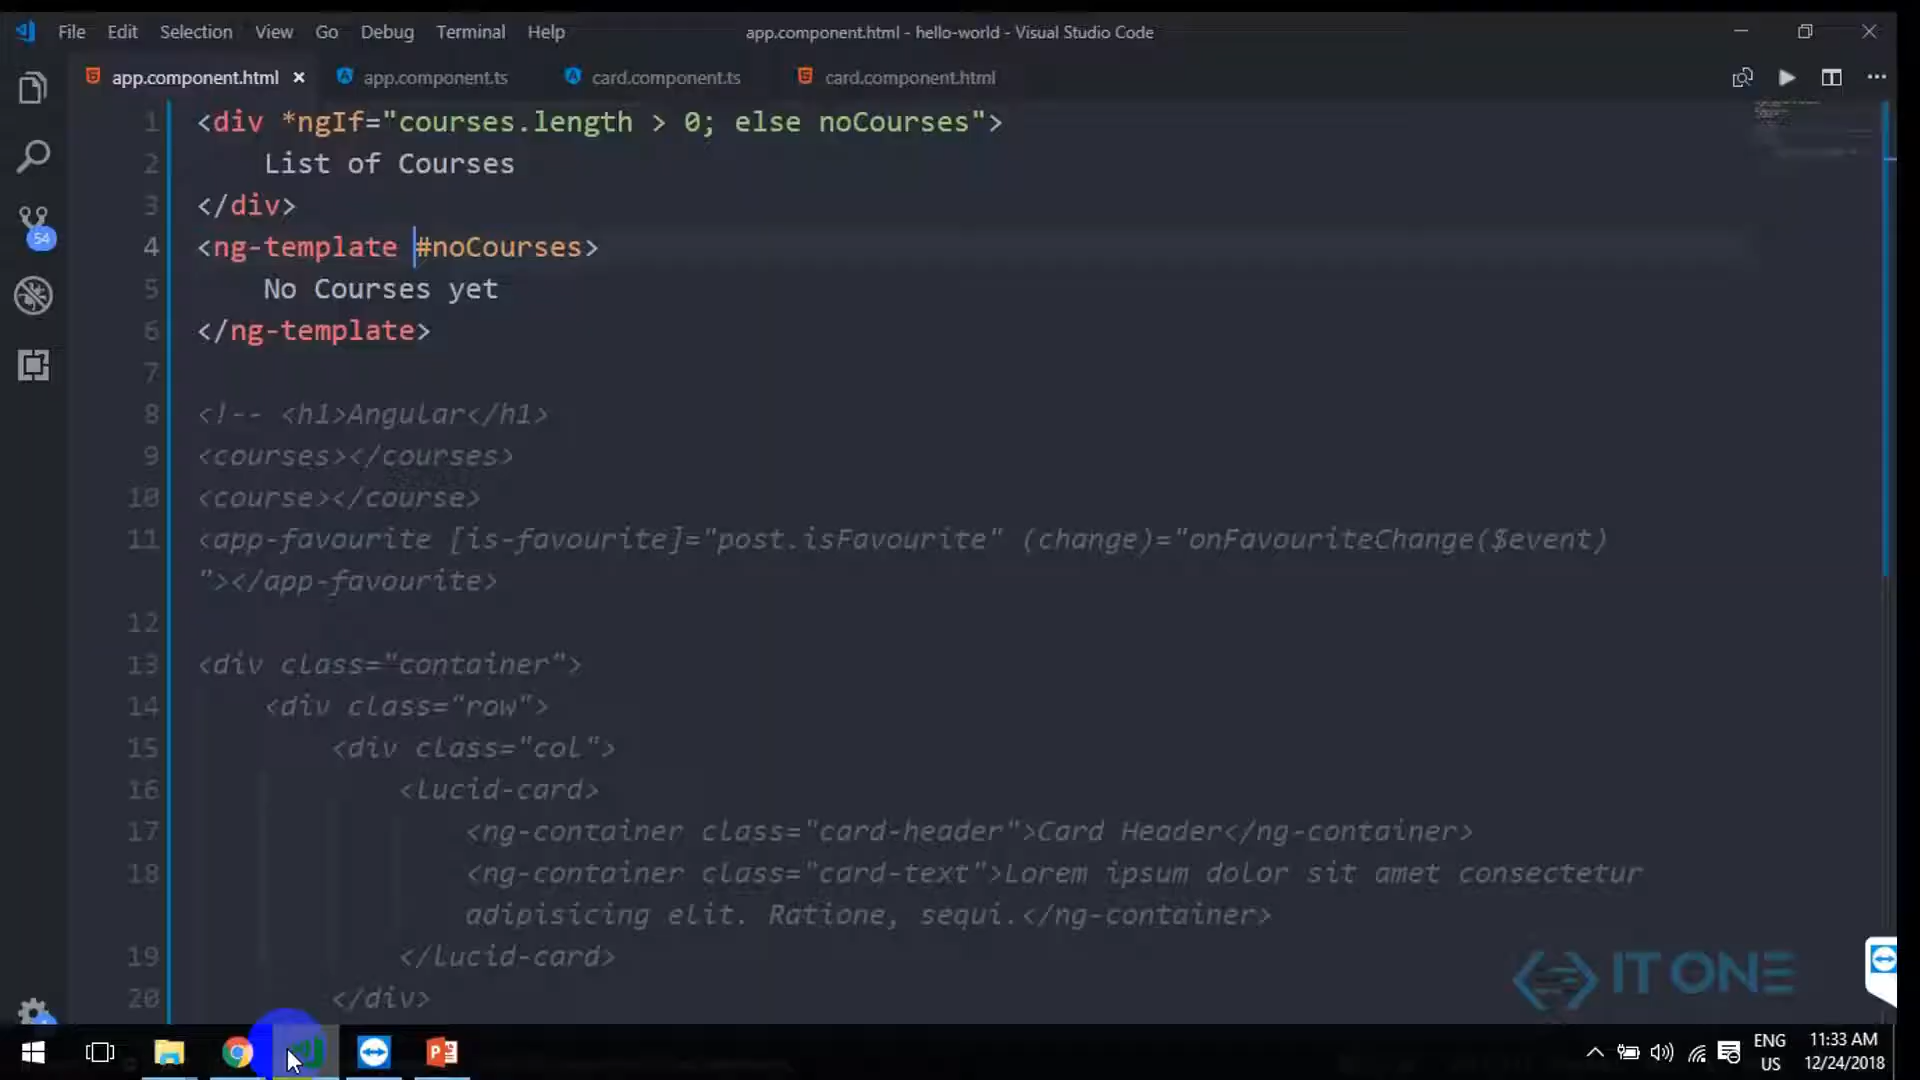 File Edit Selection View Go Debug Terminal Help app.component.html - hello-world - Visual Studio Code
app.component.html × app.component.ts card.component.ts card.component.html
1 <div *ngIf="courses.length > 0; else noCourses">
2 List of Courses
3 </div>
4 <ng-template #noCourses>
5 No Courses yet
6 </ng-template>
7
8 <!-- <h1>Angular</h1>
9 <courses></courses>
10 <course></course>
11 <app-favourite [is-favourite]="post.isFavourite" (change)="onFavouriteChange($event)
"></app-favourite>
12
13 <div class="container">
14 <div class="row">
15 <div class="col">
16 <Lucid-card>
17 <ng-container class="card-header">Card Header</ng-container>
18 <ng-container class="card-text">Lorem ipsum dolor sit amet consectetur
adipisicing elit. Ratione, sequi.</ng-container>
19 </Lucid-card>
20 </div>
54
IT ONE
ENG
US
11:33 AM
12/24/2018